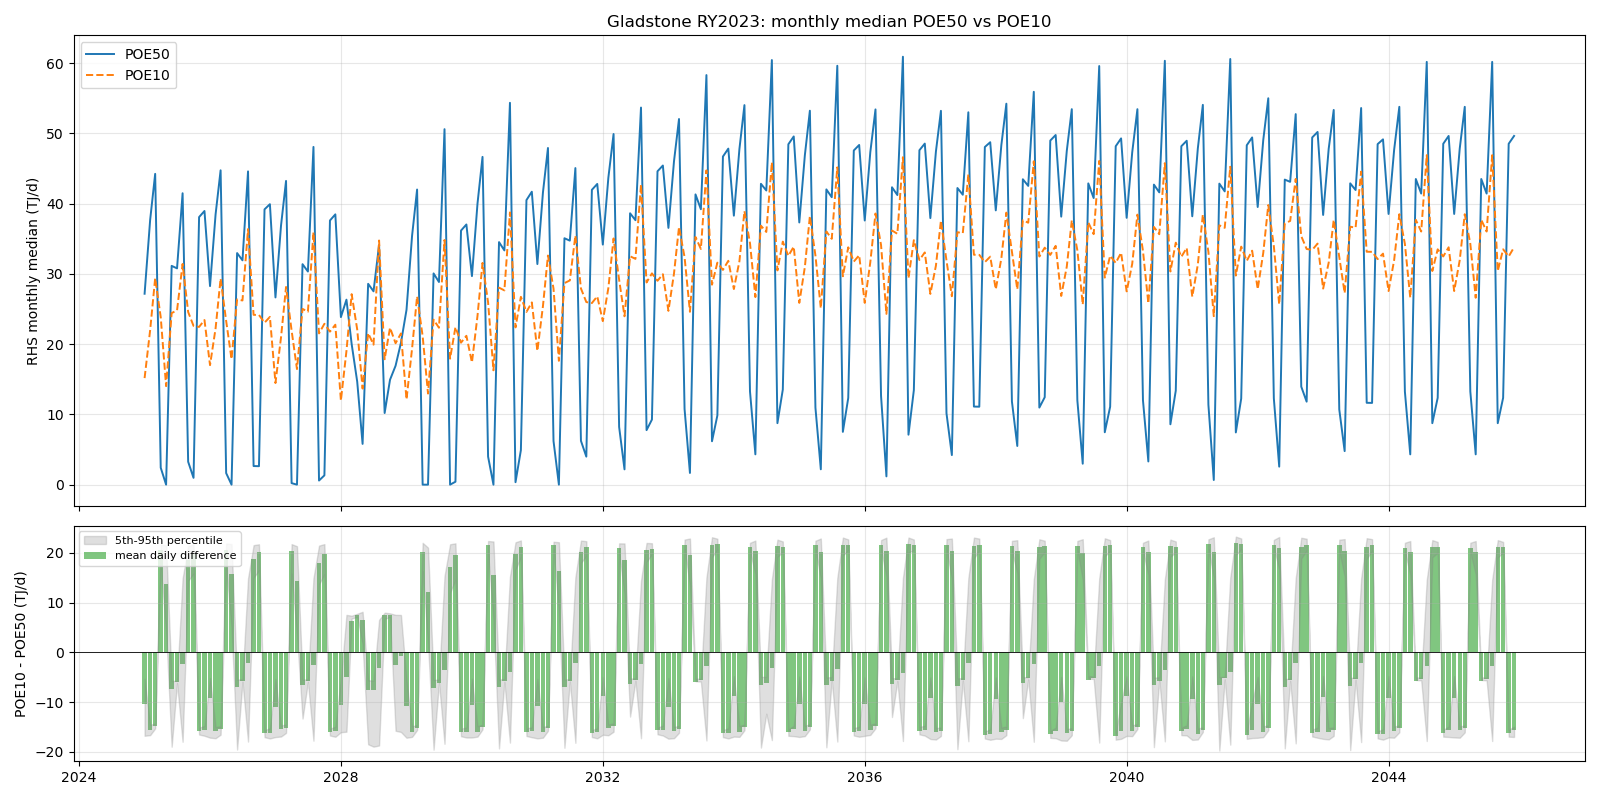 Gladstone RY2023: monthly median POE50 vs POE10
RHS monthly median (TJ/d)
60
50
40
30
20
10
0
POE50
POE10
POE10 - POE50 (TJ/d)
20
10
0
−10
−20
5th-95th percentile
mean daily difference
2024
2028
2032
2036
2040
2044